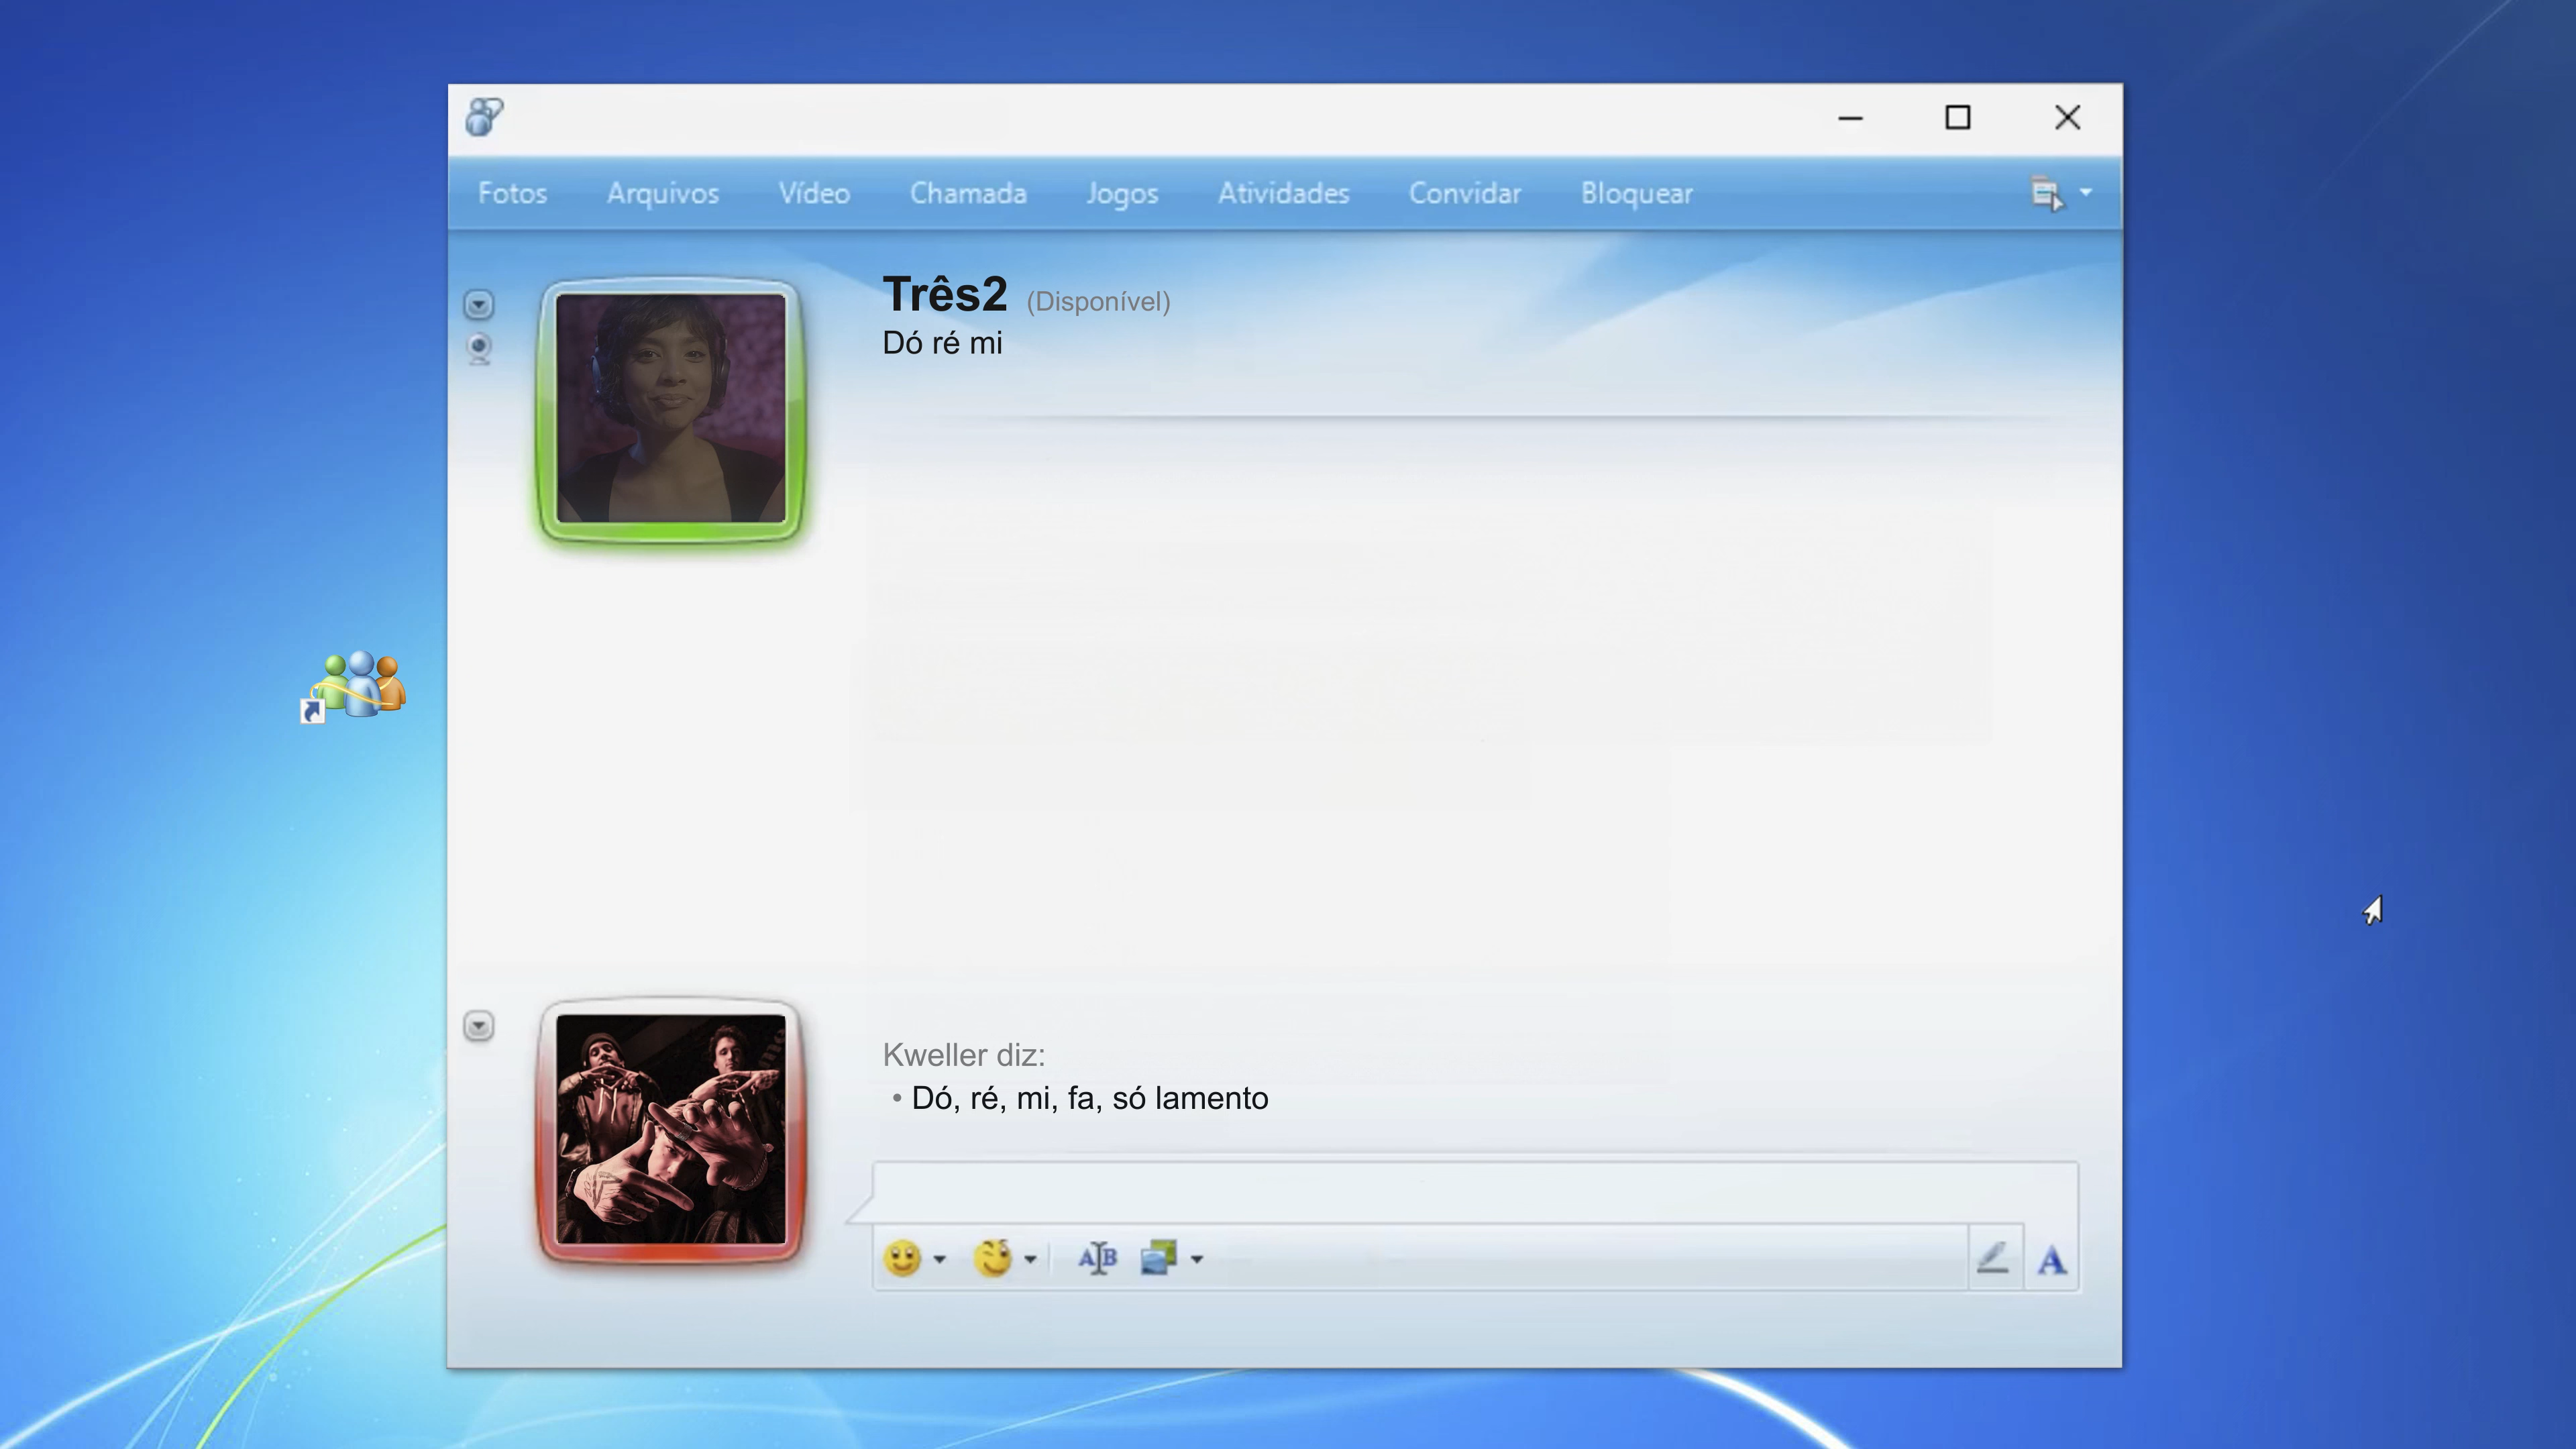 Fotos Arquivos Vídeo Chamada Jogos Atividades Convidar Bloquear
Três2 (Disponível)
Dó ré mi
Kweller diz:
• Dó, ré, mi, fa, só lamento
AB
A